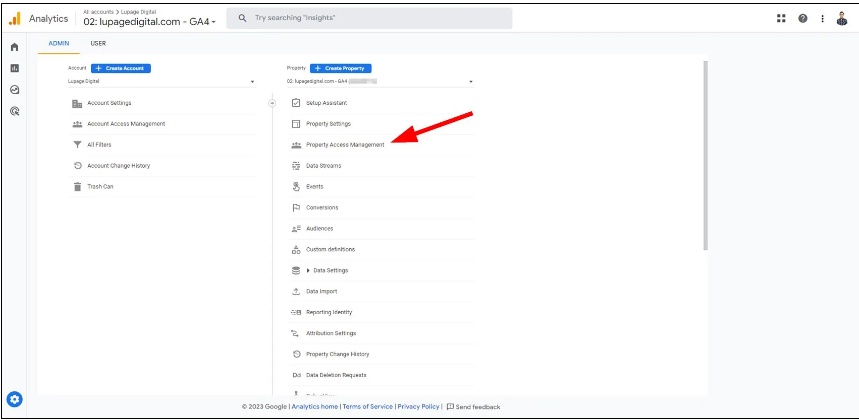 Analytics
All accounts > Lupage Digital
02: lupagedigital.com - GA4
Try searching "Insights"
ADMIN
USER
Account
+ Create Account
Lupage Digital
Account Settings
Account Access Management
All Filters
Account Change History
Trash Can
Property
+ Create Property
02: lupagedigital.com - GA4
Setup Assistant
Property Settings
Property Access Management
Data Streams
Events
Conversions
Audiences
Custom definitions
Data Settings
Data Import
Reporting Identity
Attribution Settings
Property Change History
Dd Data Deletion Requests
© 2023 Google | Analytics home | Terms of Service | Privacy Policy | Send feedback